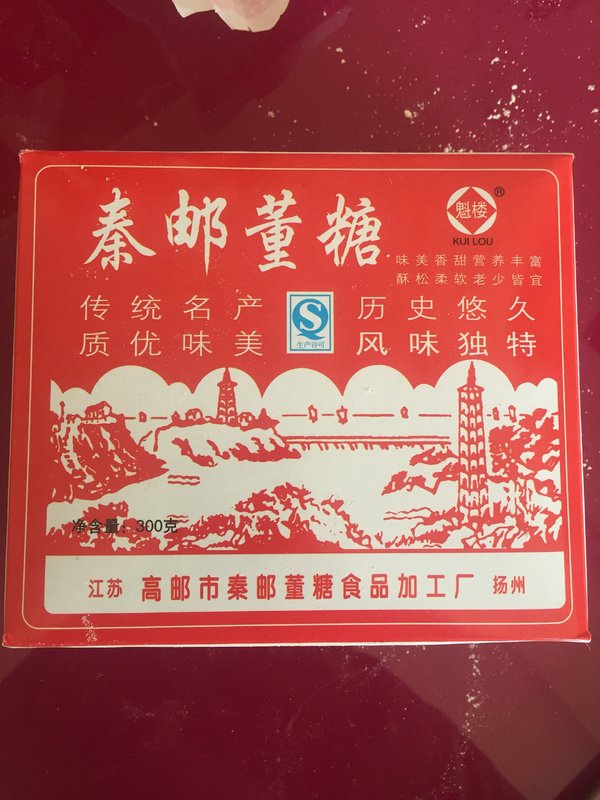 秦邮董糖
魁楼
®
KUI LOU
味美香甜营养丰富
酥松柔软老少皆宜
传统名产
历史悠久
质优味美
风味独特
S
生产许可
净含量：300克
江苏 高邮市秦邮董糖食品加工厂 扬州